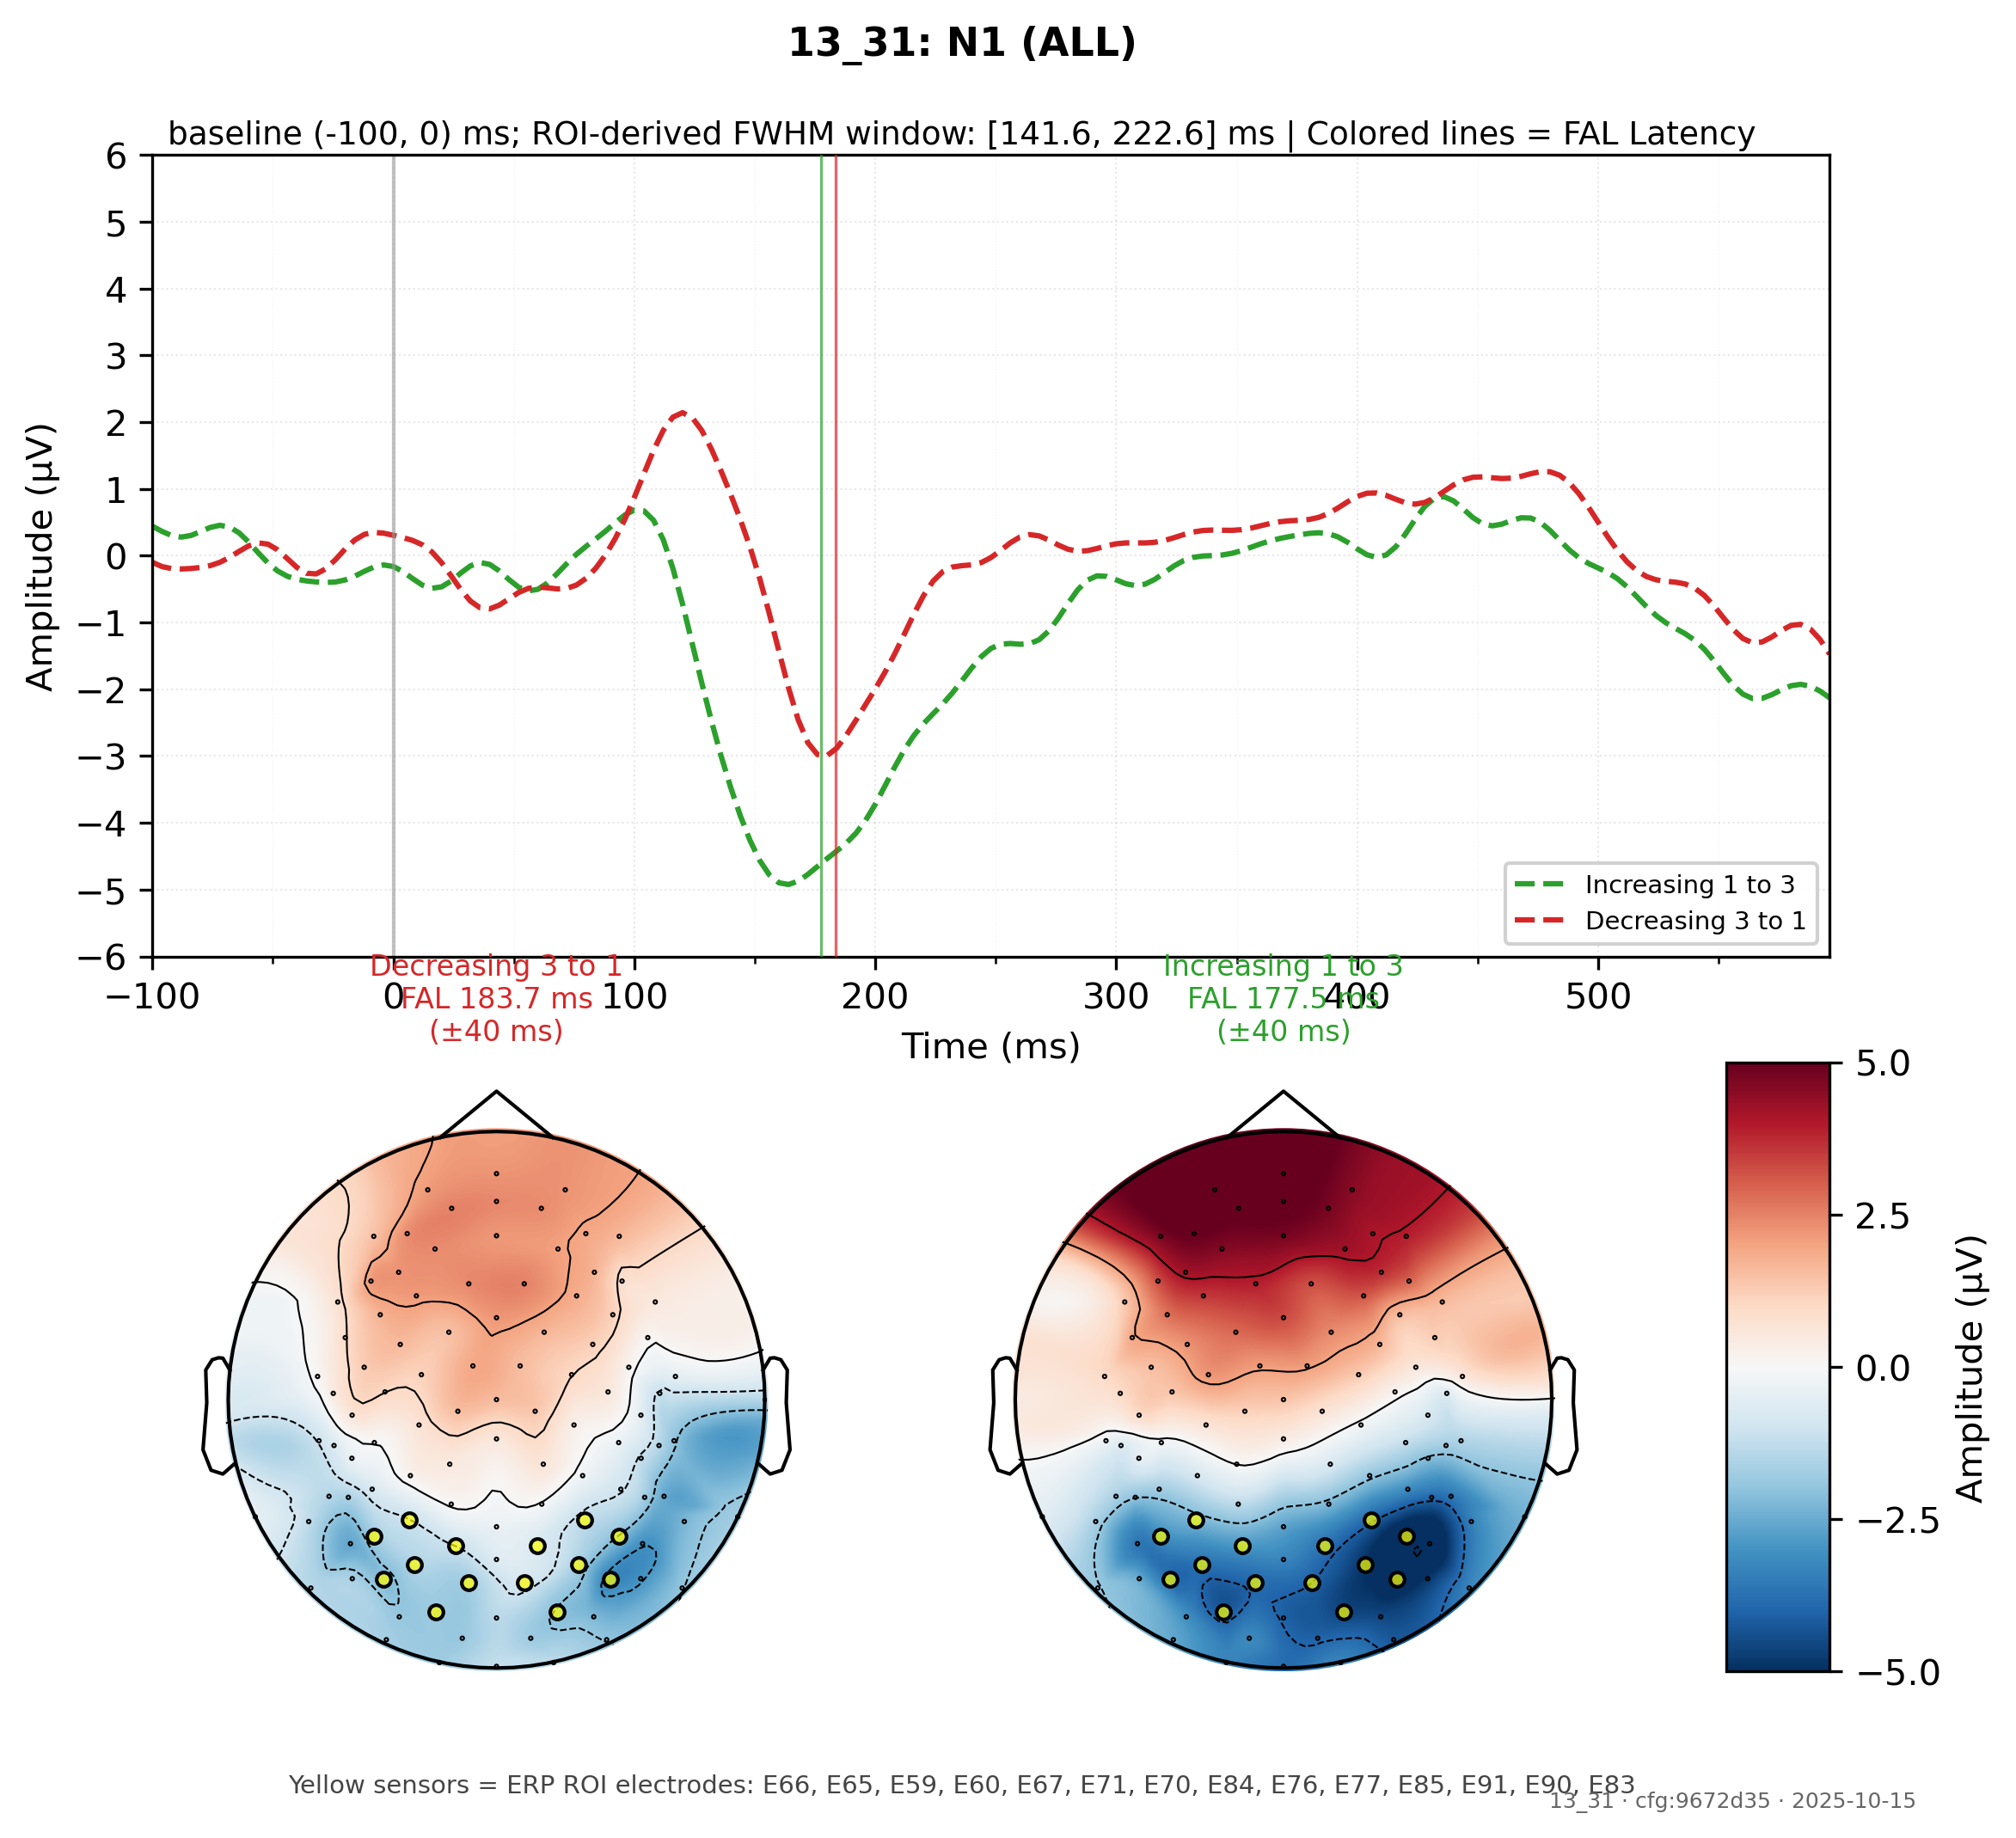 13_31: N1 (ALL)
baseline (-100, 0) ms; ROI-derived FWHM window: [141.6, 222.6] ms | Colored lines = FAL Latency
6
5
4
3
2
1
0
−1
−2
−3
−4
−5
−6
Amplitude (µV)
Increasing 1 to 3
Decreasing 3 to 1
−100
0
100
200
300
400
500
Time (ms)
Decreasing 3 to 1
FAL 183.7 ms
(±40 ms)
Increasing 1 to 3
FAL 177.5 ms
(±40 ms)
5.0
2.5
0.0
−2.5
−5.0
Amplitude (µV)
Yellow sensors = ERP ROI electrodes: E66, E65, E59, E60, E67, E71, E70, E84, E76, E77, E85, E91, E90, E83
13_31 · cfg:9672d35 · 2025-10-15